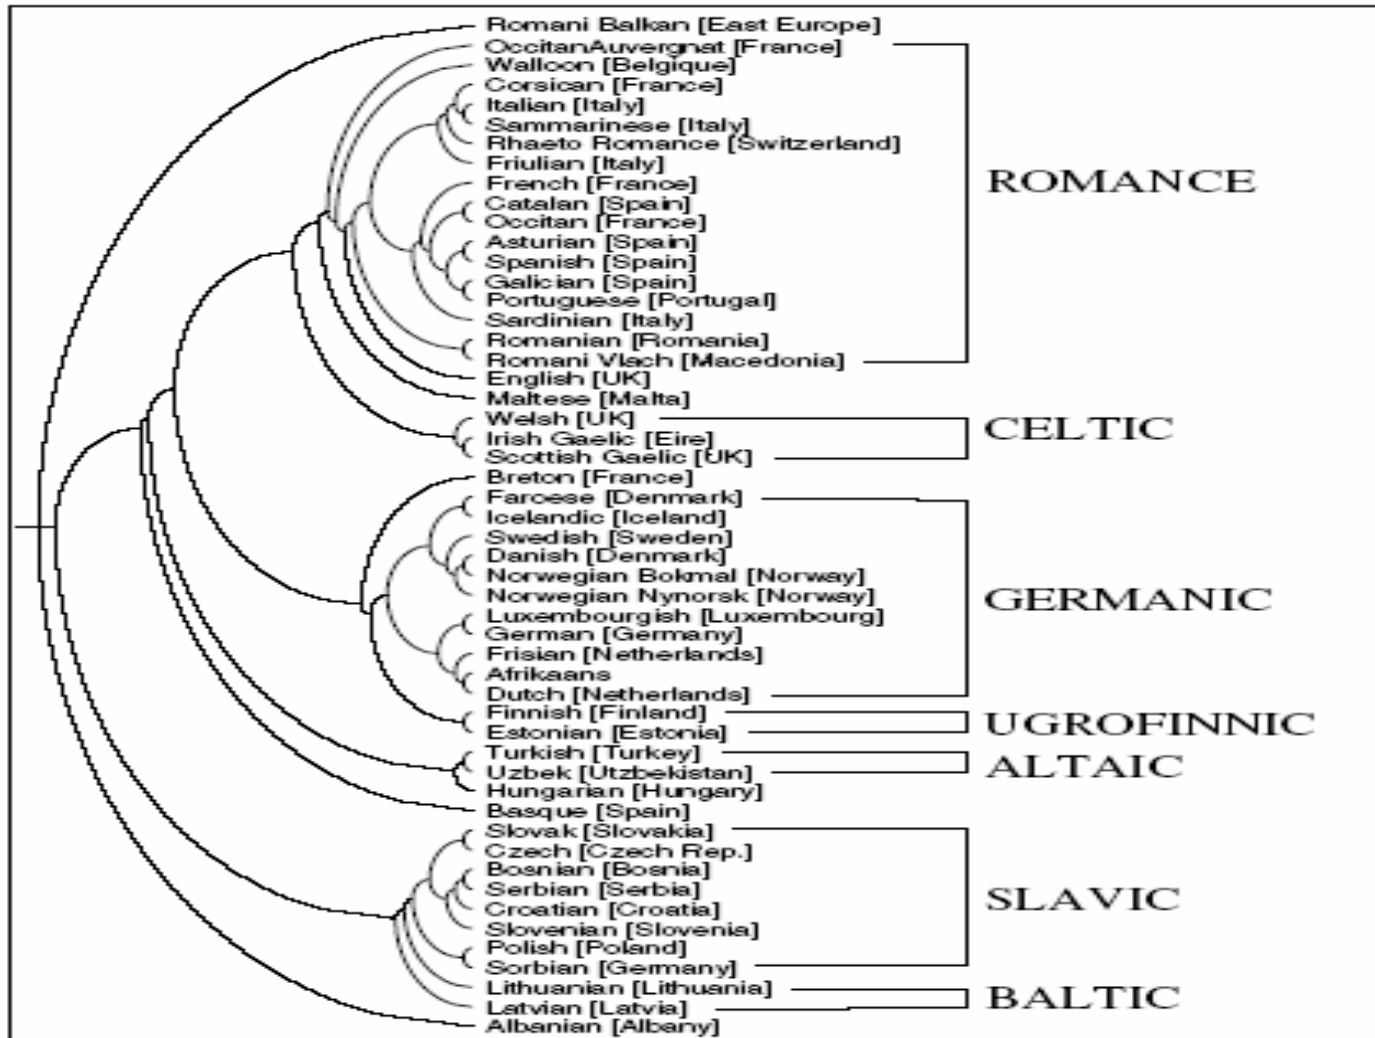 Romani Balkan [East Europe]
OccitanAuvergnat [France]
Walloon [Belgique]
Corsican [France]
Italian [Italy]
Sammarinese [Italy]
Rhaeto Romance [Switzerland]
Friulian [Italy]
French [France]
ROMANCE
Catalan [Spain]
Occitan [France]
Asturian [Spain]
Spanish [Spain]
Galician [Spain]
Portuguese [Portugal]
Sardinian [Italy]
Romanian [Romania]
Romani Vlach [Macedonia]
English [UK]
Maltese [Malta]
Welsh [UK]
CELTIC
Irish Gaelic [Eire]
Scottish Gaelic [UK]
Breton [France]
Faroese [Denmark]
Icelandic [Iceland]
Swedish [Sweden]
Danish [Denmark]
Norwegian Bokmal [Norway]
Norwegian Nynorsk [Norway]
GERMANIC
Luxembourgish [Luxembourg]
German [Germany]
Frisian [Netherlands]
Afrikaans
Dutch [Netherlands]
Finnish [Finland]
UGROFINNIC
Estonian [Estonia]
Turkish [Turkey]
ALTAIC
Uzbek [Utzbekistan]
Hungarian [Hungary]
Basque [Spain]
Slovak [Slovakia]
Czech [Czech Rep.]
Bosnian [Bosnia]
Serbian [Serbia]
SLAVIC
Croatian [Croatia]
Slovenian [Slovenia]
Polish [Poland]
Sorbian [Germany]
Lithuanian [Lithuania]
BALTIC
Latvian [Latvia]
Albanian [Albany]